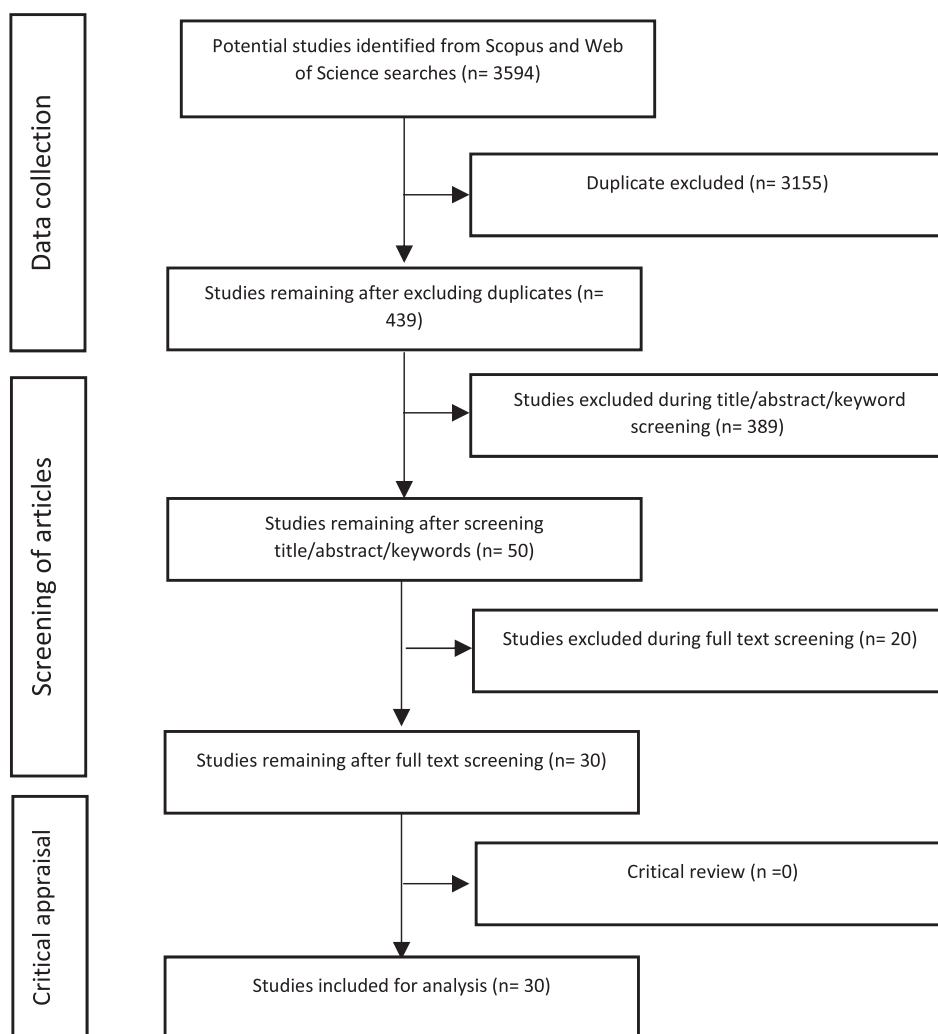 Data collection
Potential studies identified from Scopus and Web
of Science searches (n= 3594)
Duplicate excluded (n= 3155)
Studies remaining after excluding duplicates (n=
439)
Screening of articles
Studies excluded during title/abstract/keyword
screening (n= 389)
Studies remaining after screening
title/abstract/keywords (n= 50)
Studies excluded during full text screening (n= 20)
Studies remaining after full text screening (n= 30)
Critical appraisal
Critical review (n =0)
Studies included for analysis (n= 30)